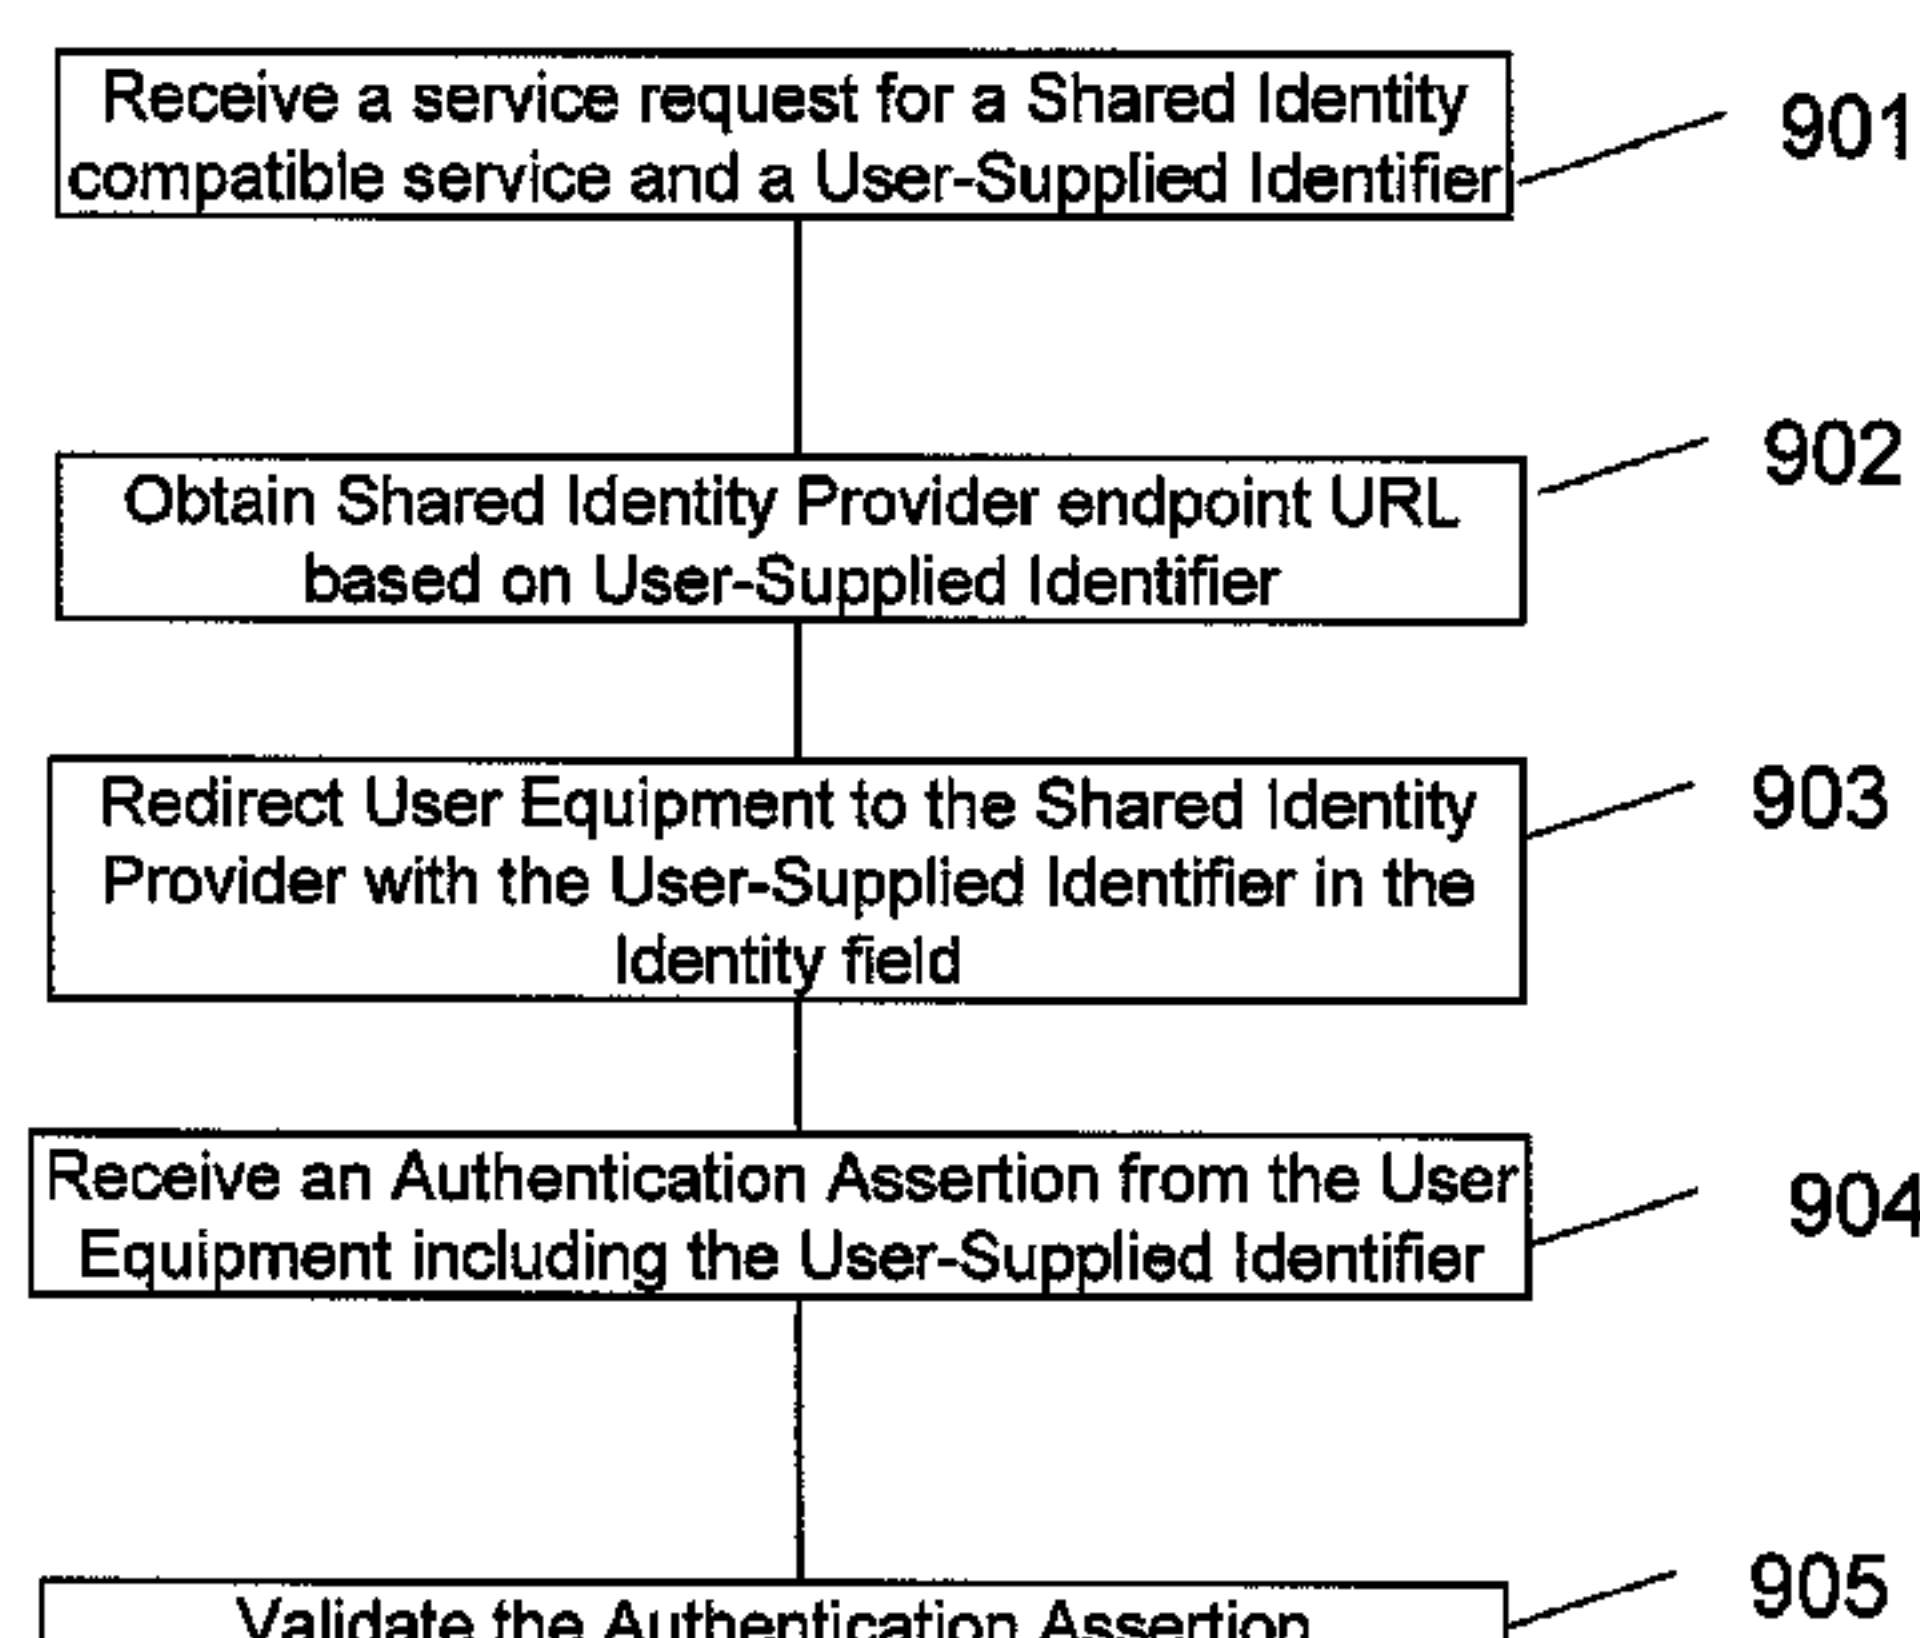 Receive a service request for a Shared Identity
compatible service and a User-Supplied Identifier
901
Obtain Shared Identity Provider endpoint URL
based on User-Supplied Identifier
902
Redirect User Equipment to the Shared Identity
Provider with the User-Supplied Identifier in the
Identity field
903
Receive an Authentication Assertion from the User
Equipment including the User-Supplied Identifier
904
Validate the Authentication Assertion
905